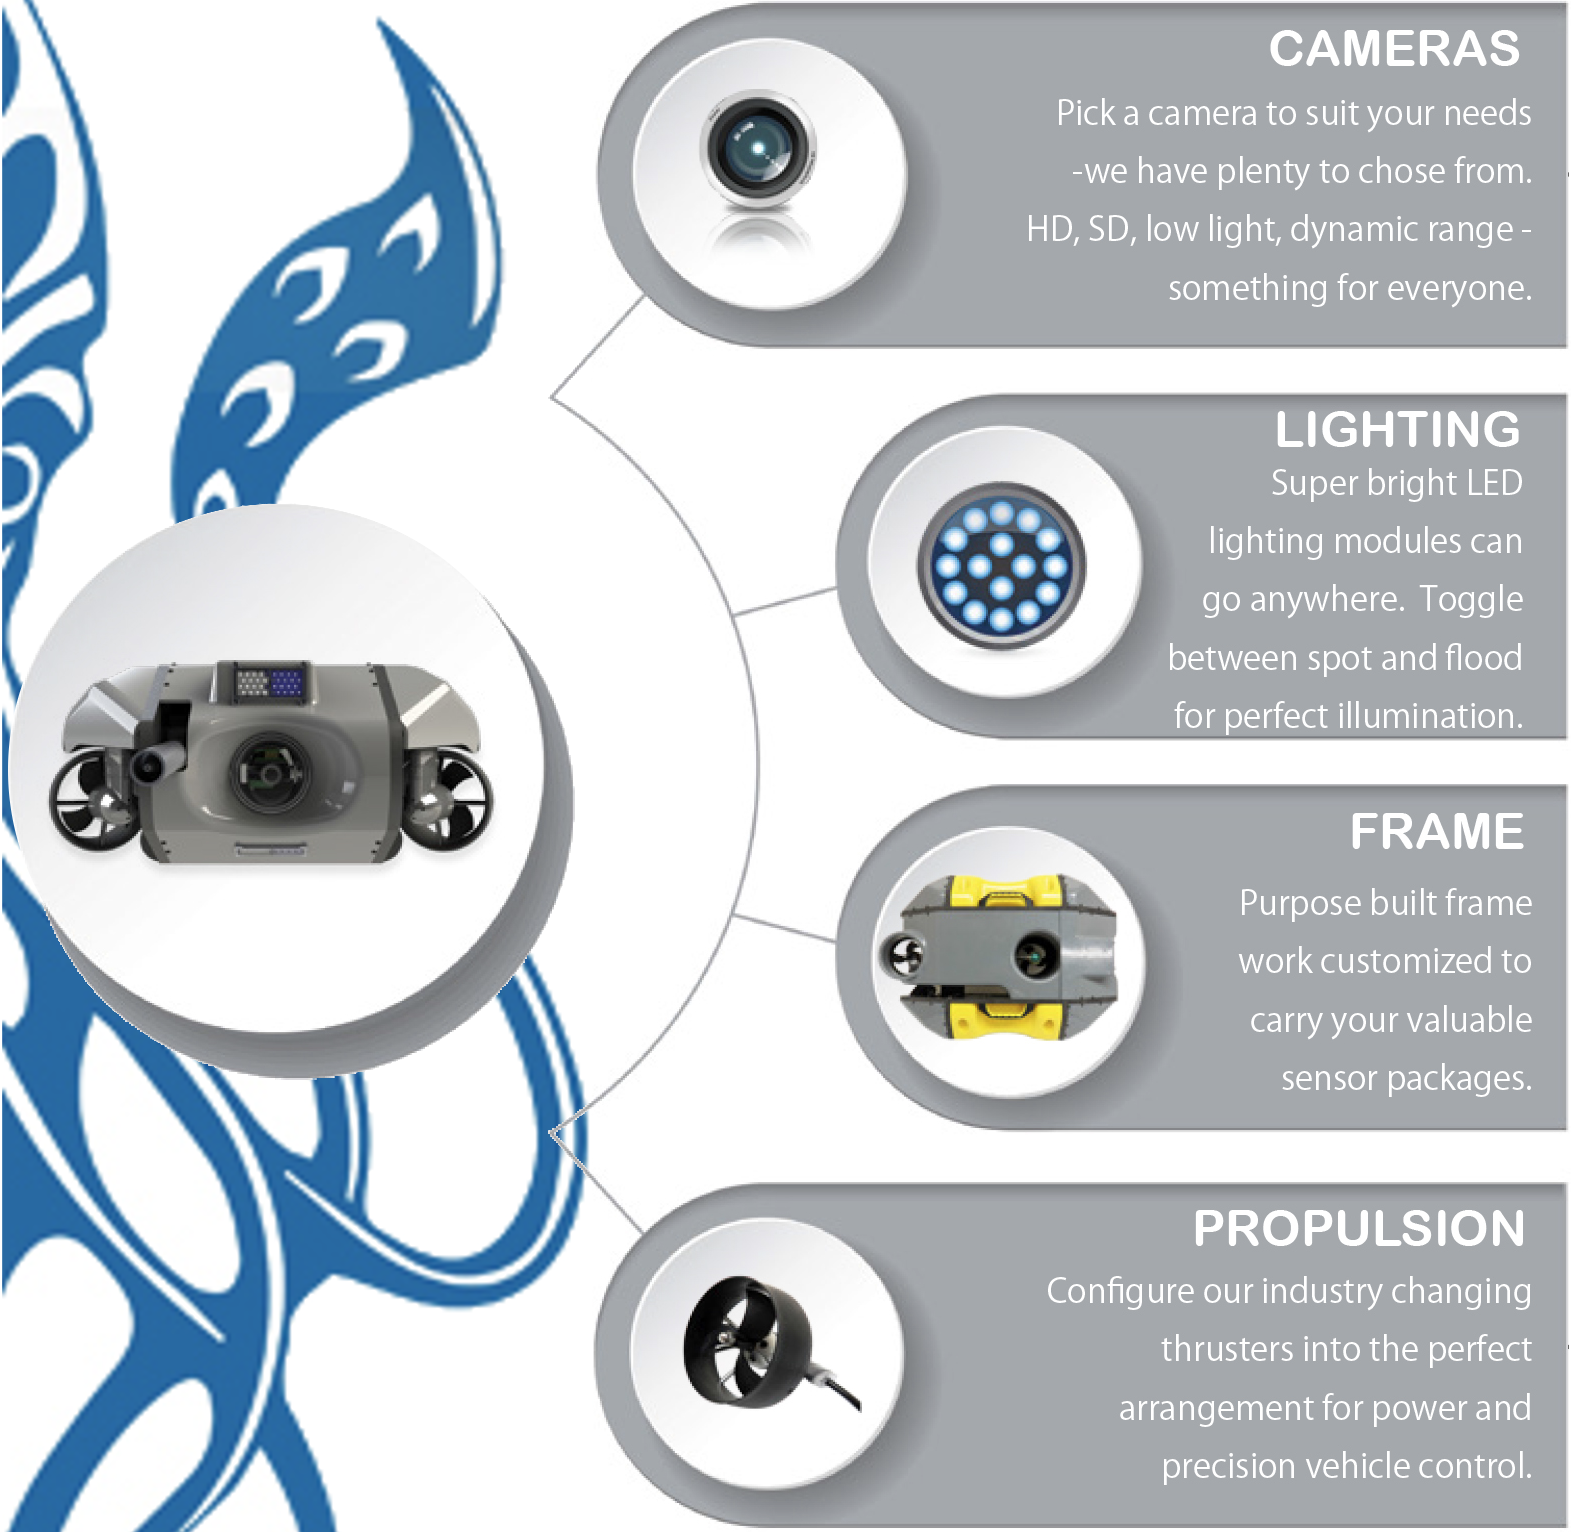 CAMERAS
Pick a camera to suit your needs
-we have plenty to chose from.
HD, SD, low light, dynamic range -
something for everyone.
LIGHTING
Super bright LED
lighting modules can
go anywhere.  Toggle
between spot and flood
for perfect illumination.
FRAME
Purpose built frame
work customized to
carry your valuable
sensor packages.
PROPULSION
Configure our industry changing
thrusters into the perfect
arrangement for power and
precision vehicle control.